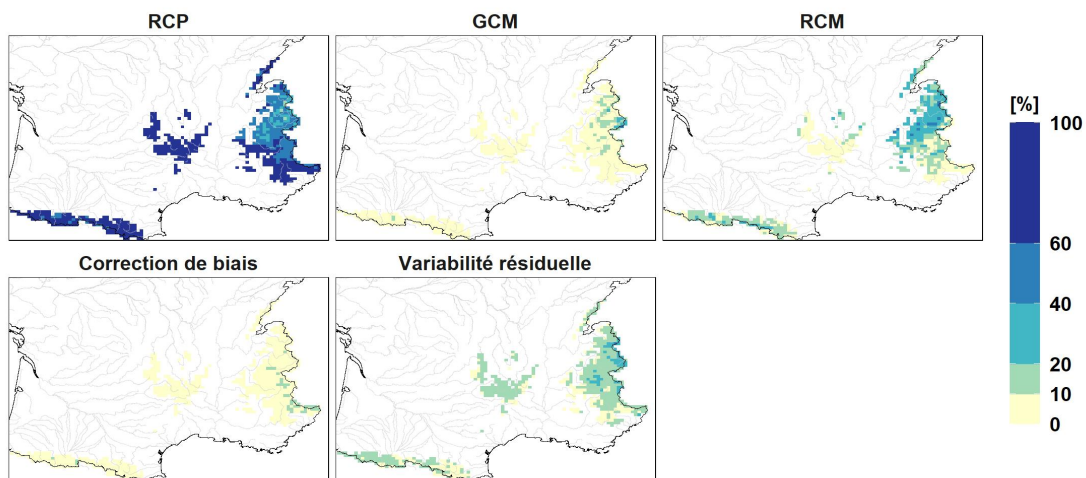 RCP
GCM
RCM
[%]
100
60
40
20
10
0
Correction de biais
Variabilité résiduelle